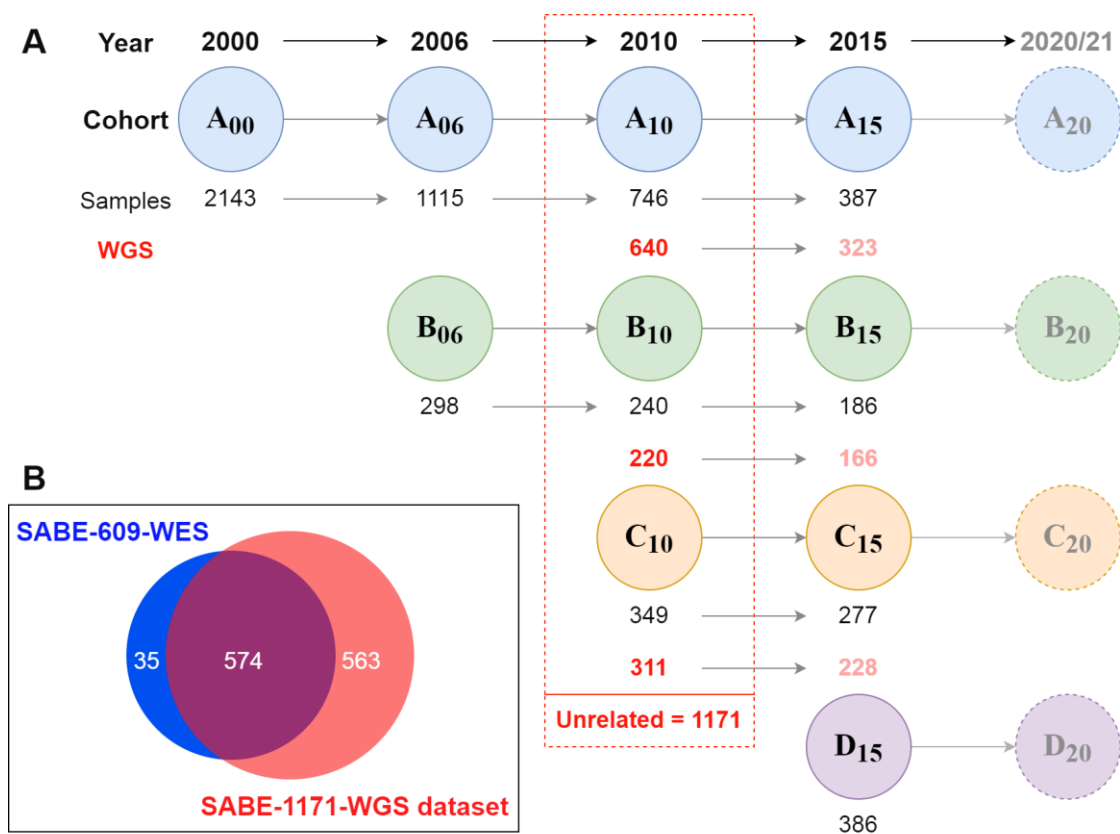 A Year 2000 2006 2010 2015 2020/21
Cohort A00 A06 A10 A15 A20
Samples 2143 1115 746 387
WGS 640 323
B06 B10 B15 B20
298 240 186
220 166
B
SABE-609-WES
C10 C15 C20
349 277
35 574 563
311 228
Unrelated = 1171
D15 D20
SABE-1171-WGS dataset
386